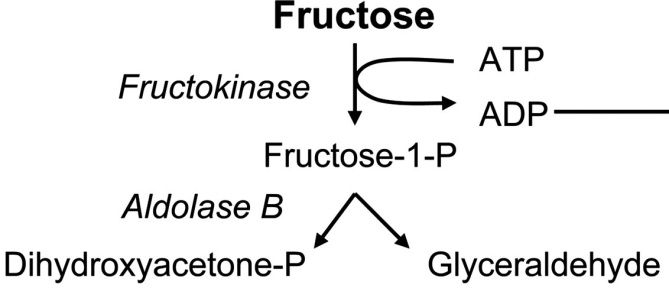 Fructose
ATP
Fructokinase
ADP
Fructose-1-P
Aldolase B
Dihydroxyacetone-P Glyceraldehyde